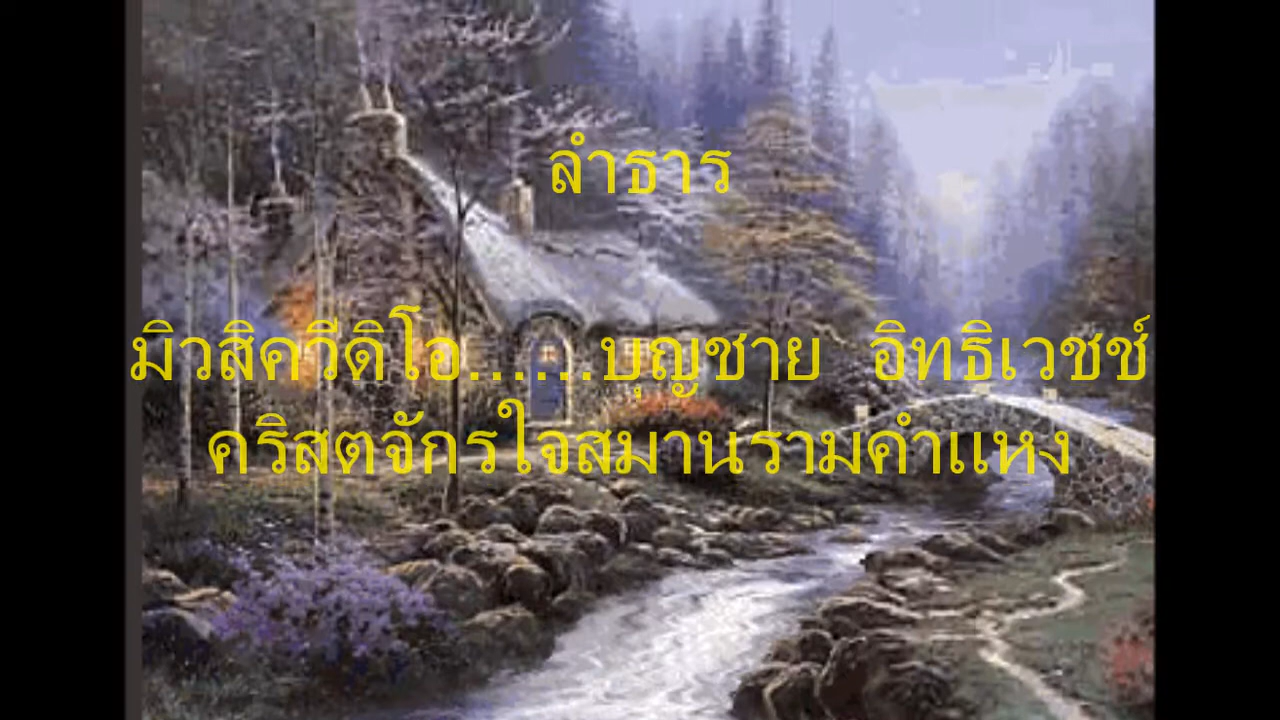 ลำธาร
มิวสิควีดิโอ......บุญชาย อิทธิเวชช์
คริสตจักรใจสมานรามคำแหง